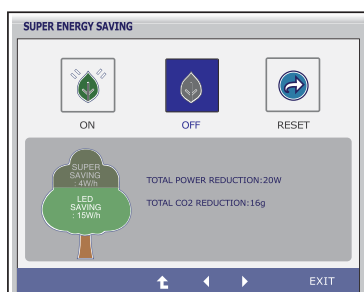 SUPER ENERGY SAVING
ON
OFF
RESET
SUPER
SAVING
: 4W/h
LED
SAVING
: 15W/h
TOTAL POWER REDUCTION:20W
TOTAL CO2 REDUCTION:16g
EXIT